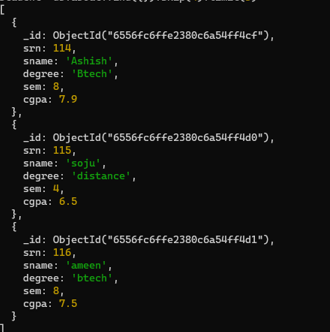 [
  {
    _id: ObjectId("6556fc6ffe2380c6a54ff4cf"),
    srn: 114,
    sname: 'Ashish',
    degree: 'Btech',
    sem: 8,
    cgpa: 7.9
  },
  {
    _id: ObjectId("6556fc6ffe2380c6a54ff4d0"),
    srn: 115,
    sname: 'soju',
    degree: 'distance',
    sem: 4,
    cgpa: 6.5
  },
  {
    _id: ObjectId("6556fc6ffe2380c6a54ff4d1"),
    srn: 116,
    sname: 'ameen',
    degree: 'btech',
    sem: 8,
    cgpa: 7.5
  }
]